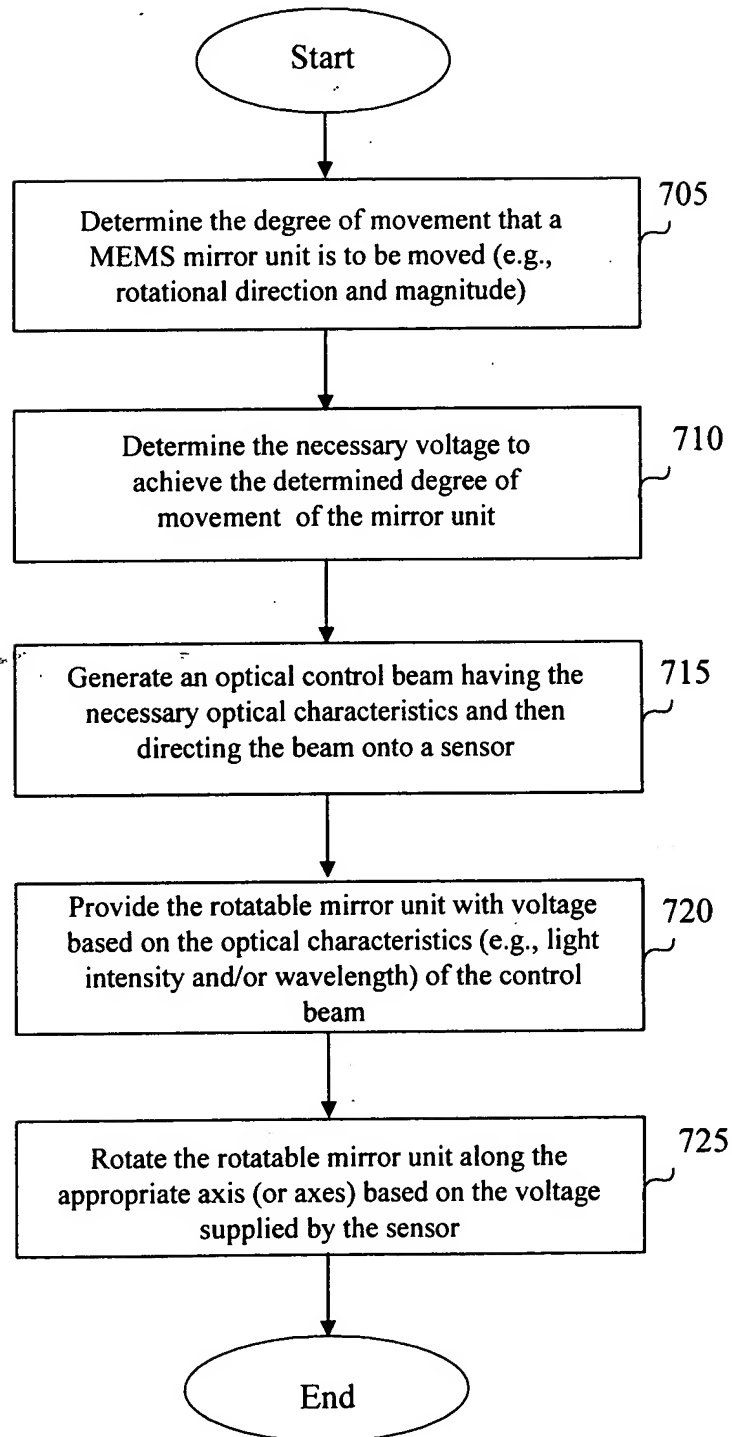 Start
705
Determine the degree of movement that a
MEMS mirror unit is to be moved (e.g.,
rotational direction and magnitude)
710
Determine the necessary voltage to
achieve the determined degree of
movement of the mirror unit
715
Generate an optical control beam having the
necessary optical characteristics and then
directing the beam onto a sensor
720
Provide the rotatable mirror unit with voltage
based on the optical characteristics (e.g., light
intensity and/or wavelength) of the control
beam
725
Rotate the rotatable mirror unit along the
appropriate axis (or axes) based on the voltage
supplied by the sensor
End